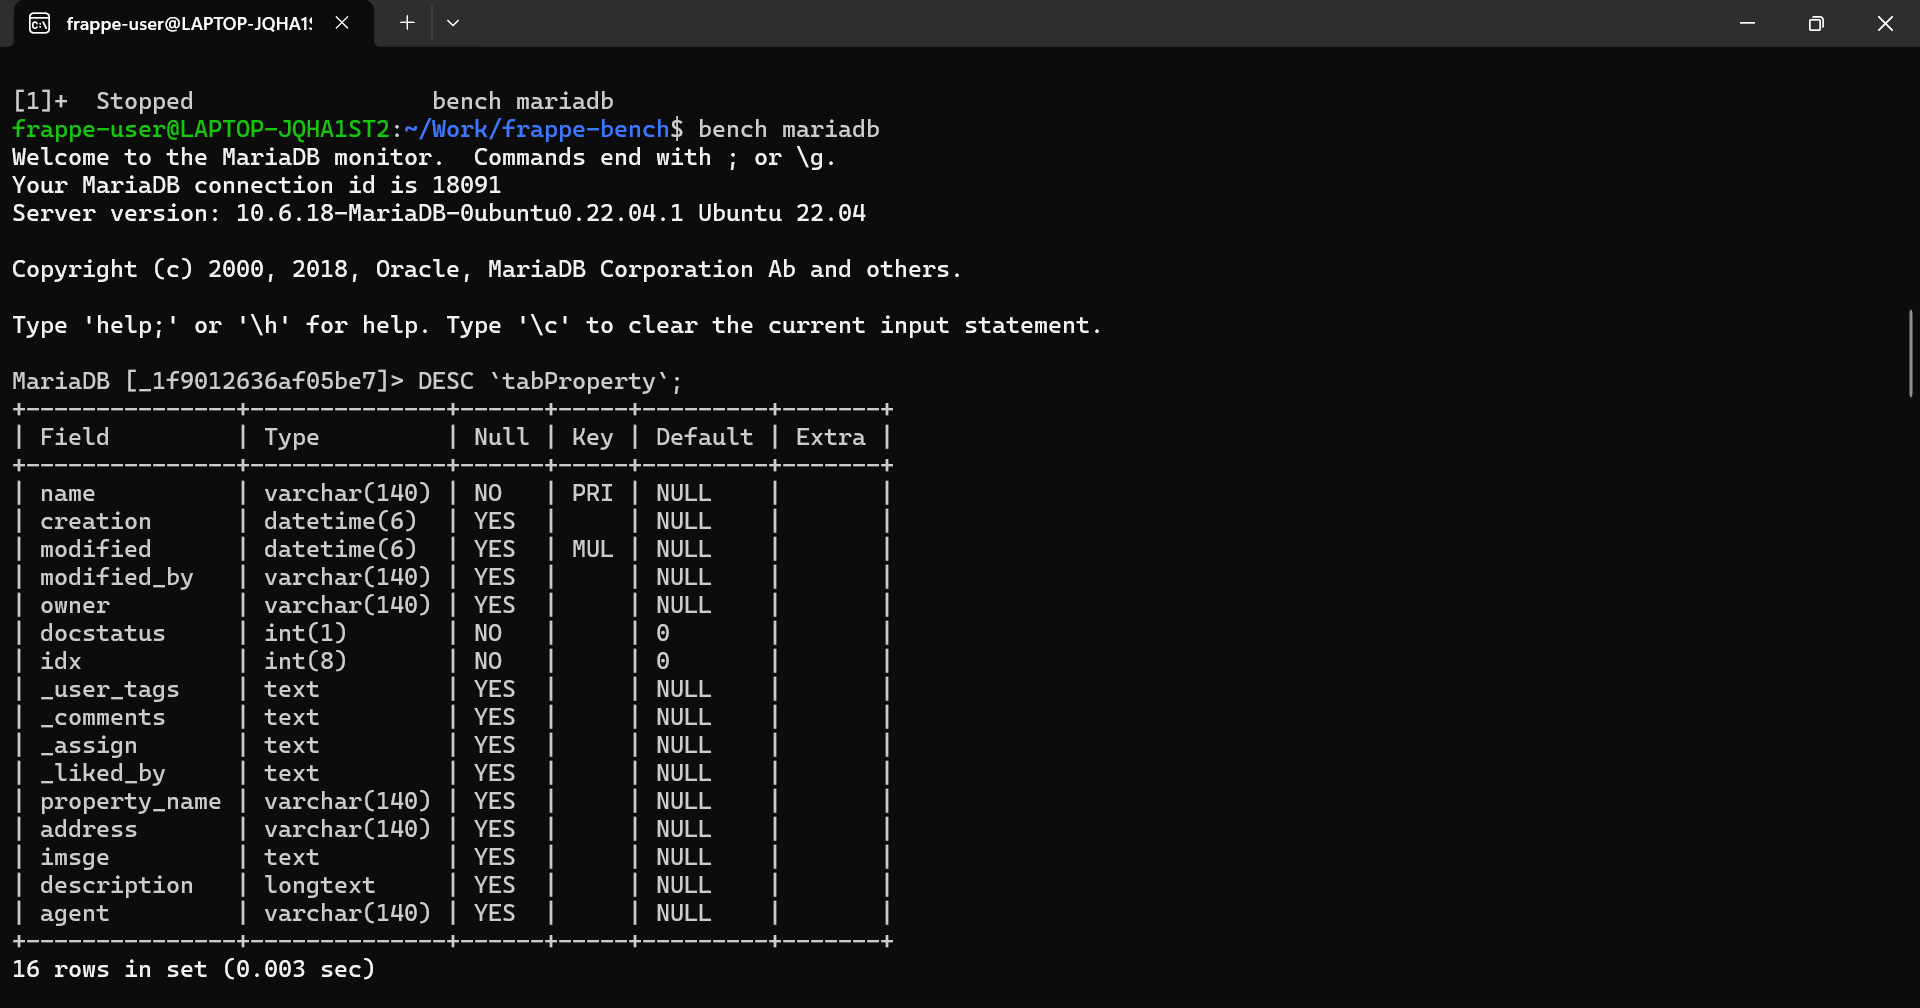 frappe-user@LAPTOP-JQHA1S
[1]+  Stopped                 bench mariadb
frappe-user@LAPTOP-JQHA1ST2:~/Work/frappe-bench$ bench mariadb
Welcome to the MariaDB monitor.  Commands end with ; or \g.
Your MariaDB connection id is 18091
Server version: 10.6.18-MariaDB-0ubuntu0.22.04.1 Ubuntu 22.04
Copyright (c) 2000, 2018, Oracle, MariaDB Corporation Ab and others.
Type 'help;' or '\h' for help. Type '\c' to clear the current input statement.
MariaDB [_1f9012636af05be7]> DESC `tabProperty`;
+---------------+--------------+------+-----+---------+-------+
| Field         | Type         | Null | Key | Default | Extra |
+---------------+--------------+------+-----+---------+-------+
| name          | varchar(140) | NO   | PRI | NULL    |       |
| creation      | datetime(6)  | YES  |     | NULL    |       |
| modified      | datetime(6)  | YES  | MUL | NULL    |       |
| modified_by   | varchar(140) | YES  |     | NULL    |       |
| owner         | varchar(140) | YES  |     | NULL    |       |
| docstatus     | int(1)       | NO   |     | 0       |       |
| idx           | int(8)       | NO   |     | 0       |       |
| _user_tags    | text         | YES  |     | NULL    |       |
| _comments     | text         | YES  |     | NULL    |       |
| _assign       | text         | YES  |     | NULL    |       |
| _liked_by     | text         | YES  |     | NULL    |       |
| property_name | varchar(140) | YES  |     | NULL    |       |
| address       | varchar(140) | YES  |     | NULL    |       |
| imsge         | text         | YES  |     | NULL    |       |
| description   | longtext     | YES  |     | NULL    |       |
| agent         | varchar(140) | YES  |     | NULL    |       |
+---------------+--------------+------+-----+---------+-------+
16 rows in set (0.003 sec)